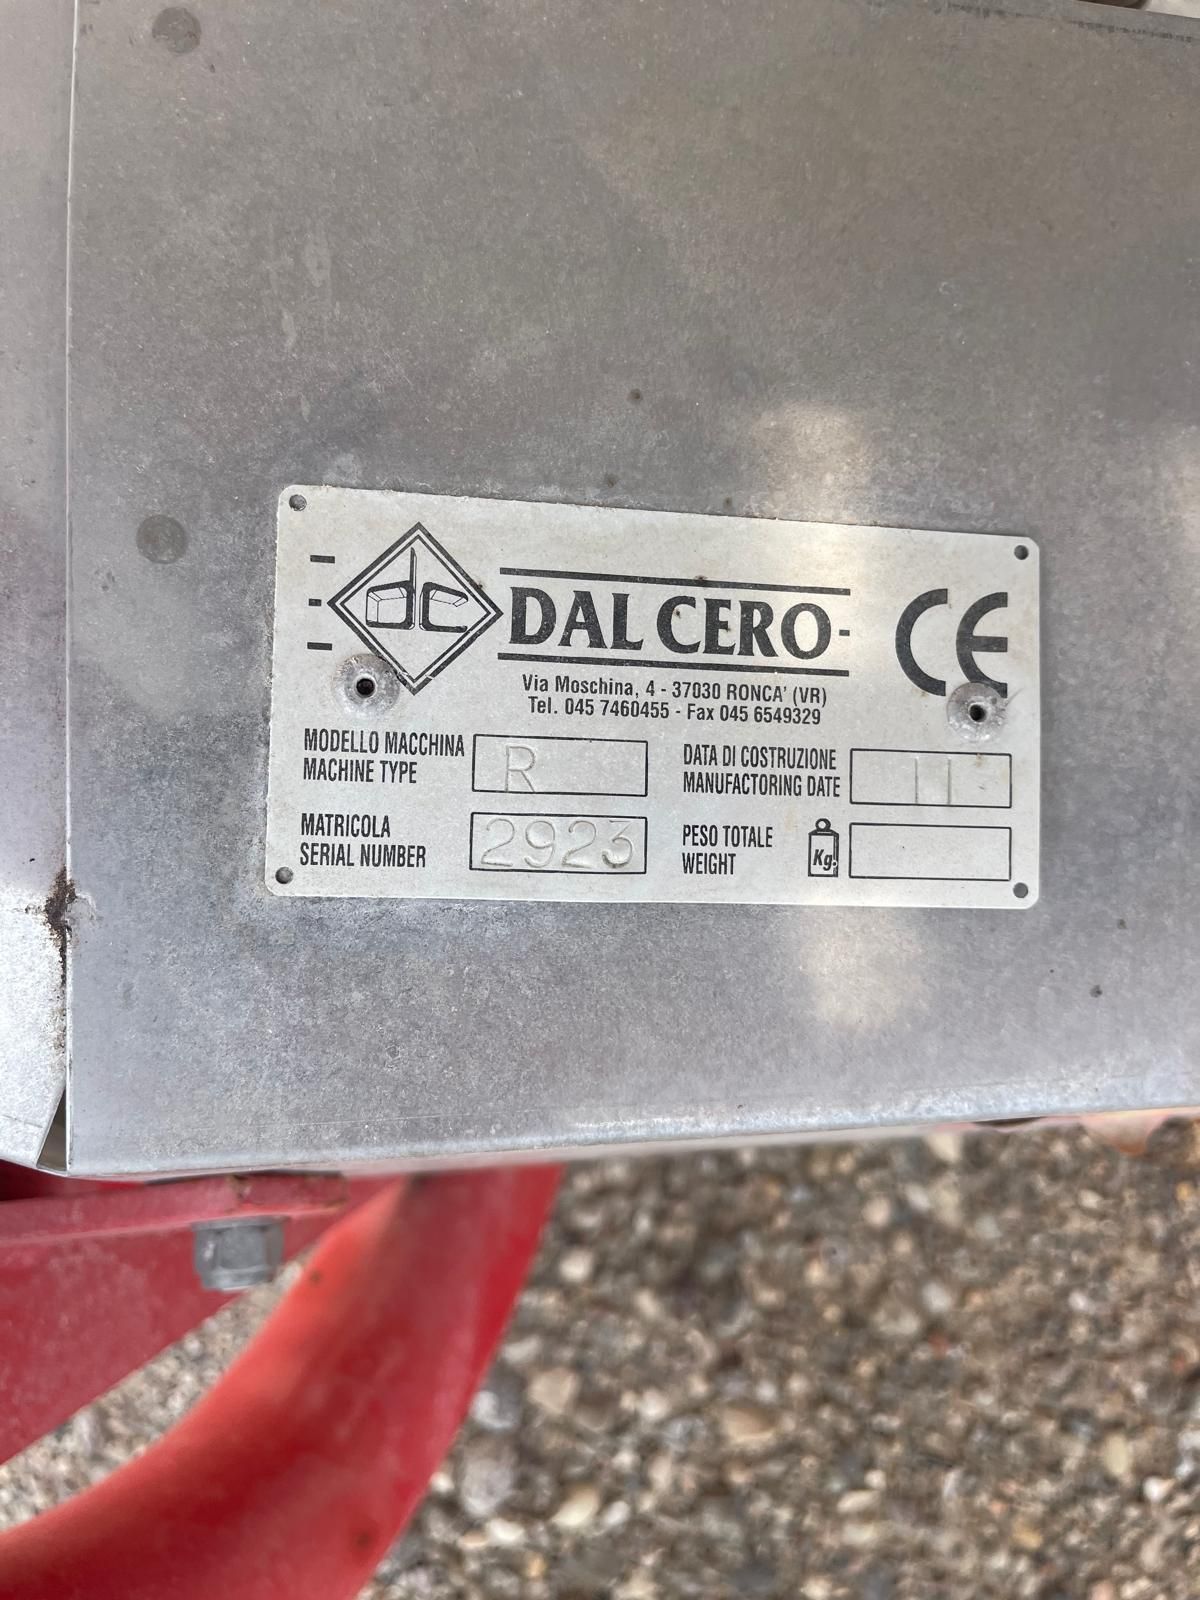 dc
DAL CERO
CE
Via Moschina, 4 - 37030 RONCA' (VR)
Tel. 045 7460455 - Fax 045 6549329
MODELLO MACCHINA
MACHINE TYPE
R
DATA DI COSTRUZIONE
MANUFACTORING DATE
11
MATRICOLA
SERIAL NUMBER
2923
PESO TOTALE
WEIGHT
Kg.